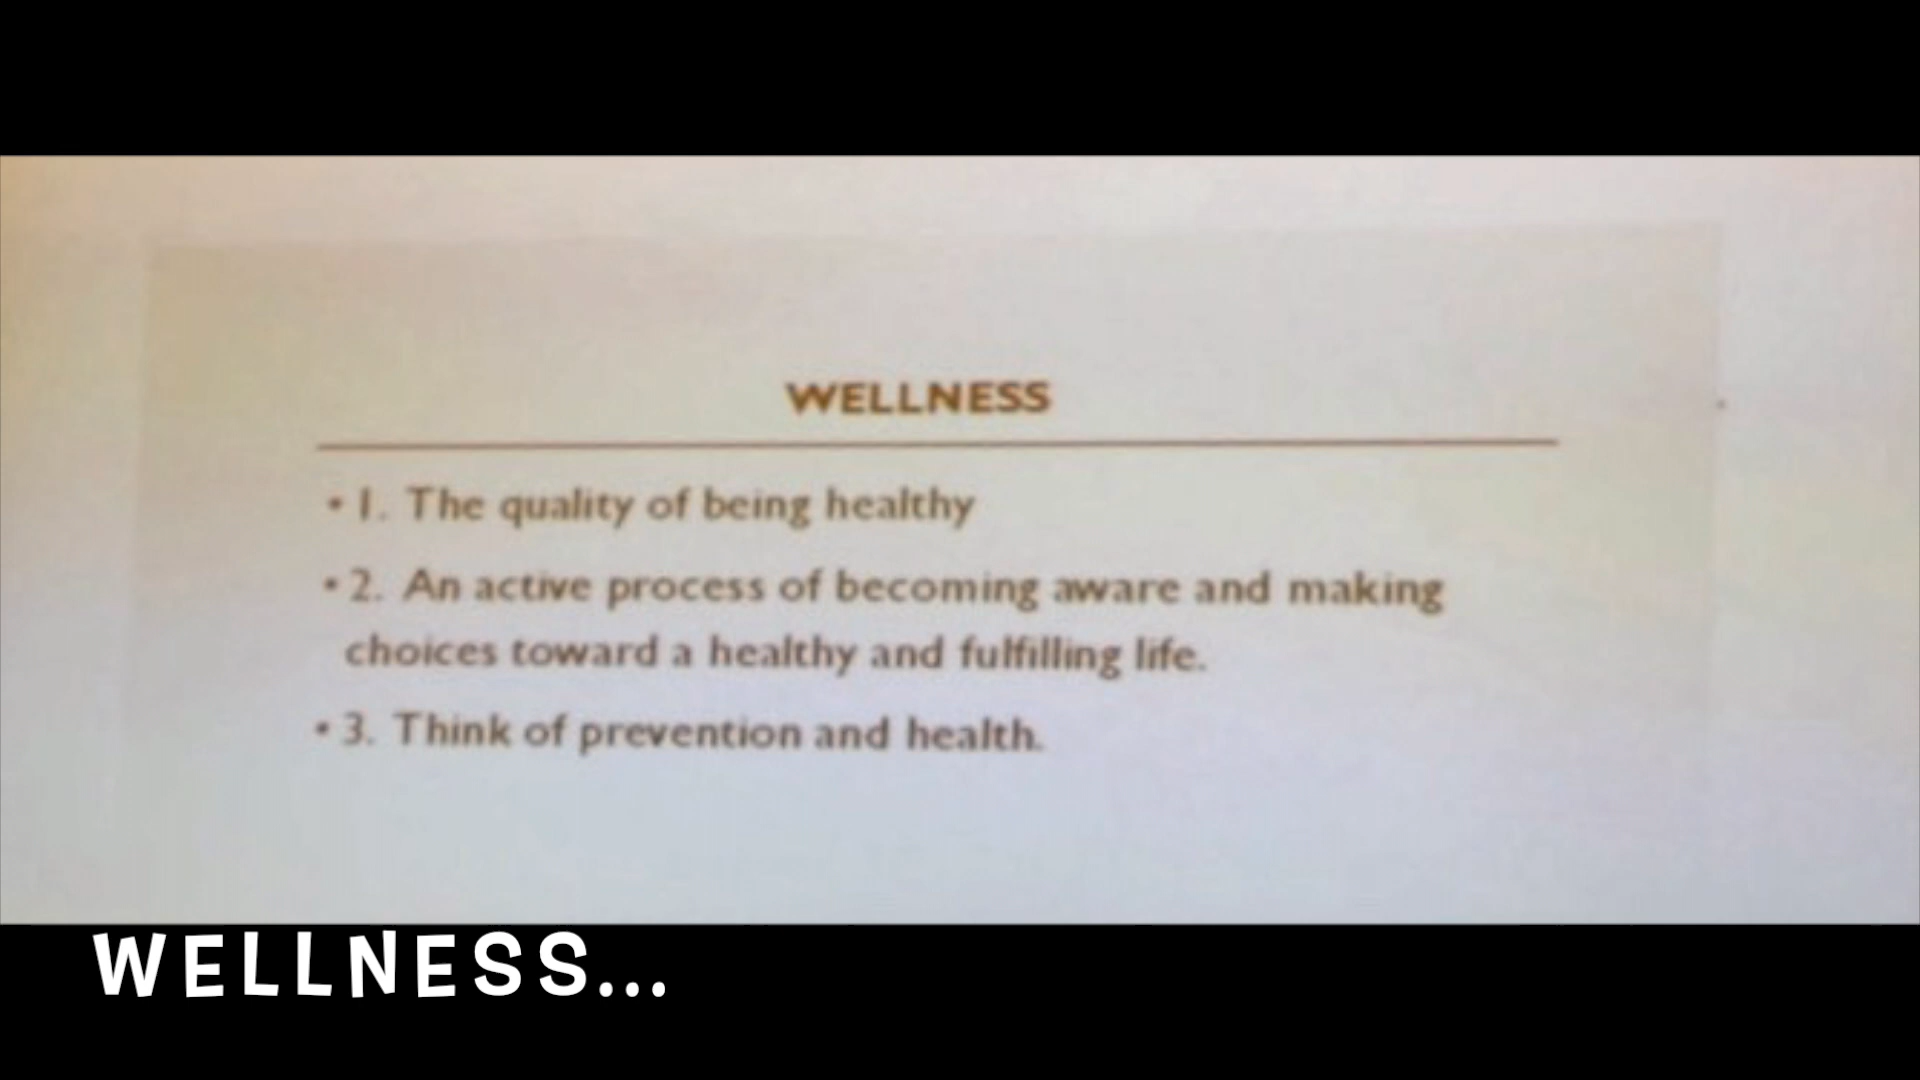 WELLNESS
• 1. The quality of being healthy
• 2. An active process of becoming aware and making
choices toward a healthy and fulfilling life.
• 3. Think of prevention and health.
WELLNESS...